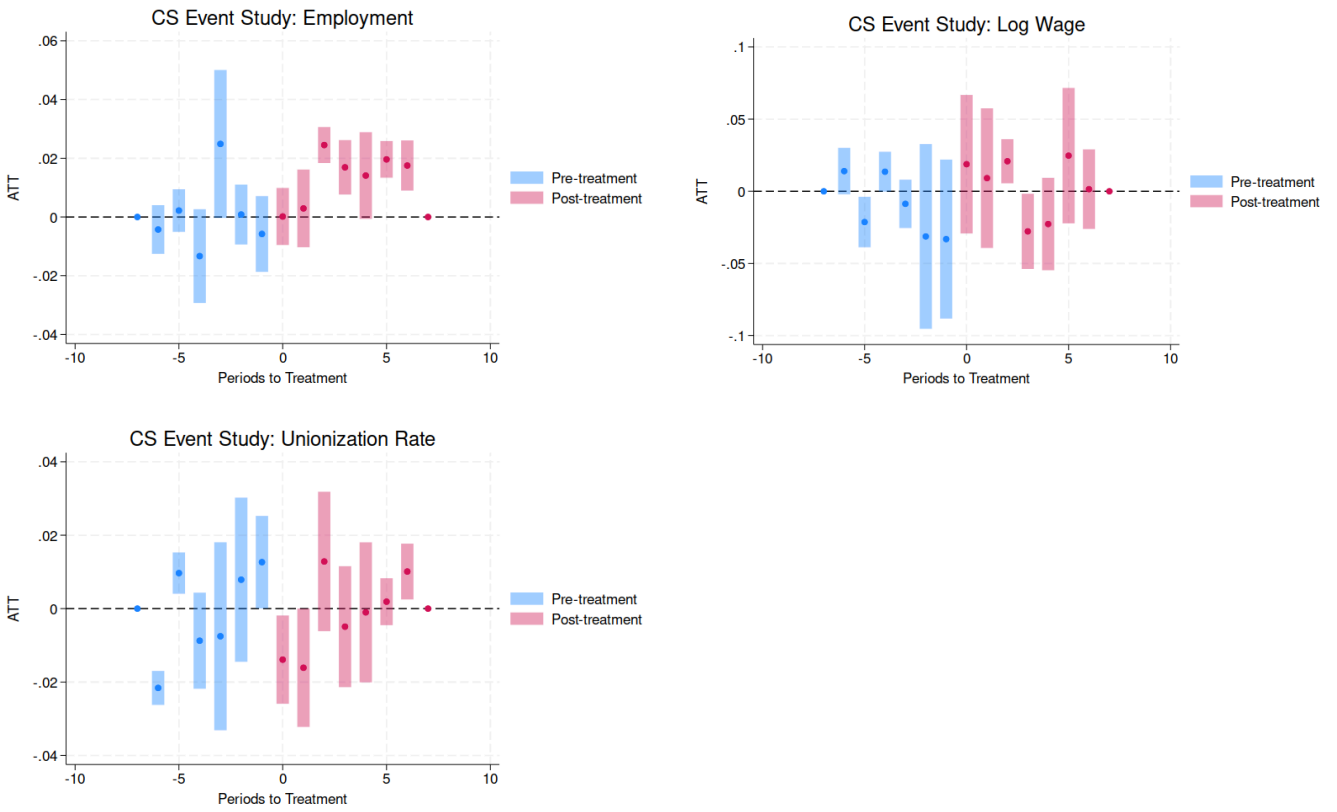 CS Event Study: Employment
.06
.04
.02
0
-.02
-.04
ATT
-10
-5
0
5
10
Periods to Treatment
Pre-treatment
Post-treatment
CS Event Study: Log Wage
.1
.05
0
-.05
-.1
ATT
-10
-5
0
5
10
Periods to Treatment
Pre-treatment
Post-treatment
CS Event Study: Unionization Rate
.04
.02
0
-.02
-.04
ATT
-10
-5
0
5
10
Periods to Treatment
Pre-treatment
Post-treatment